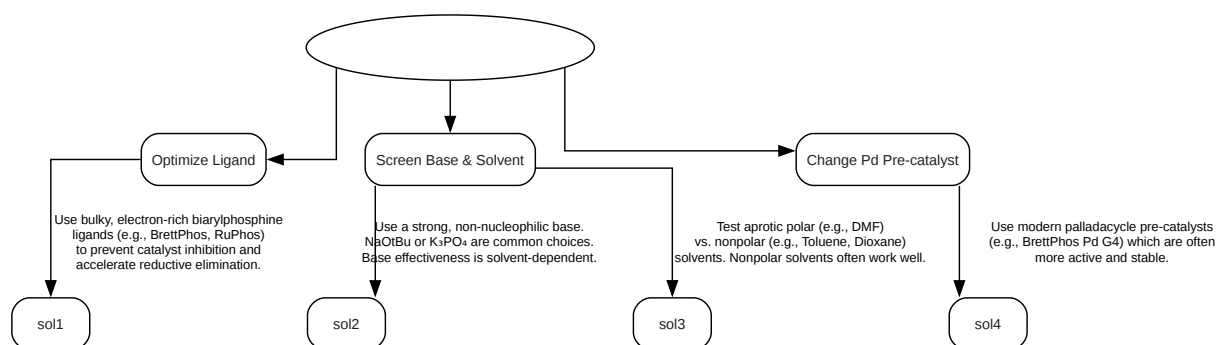 Optimize Ligand
Screen Base & Solvent
Change Pd Pre-catalyst
Use bulky, electron-rich biarylphosphine
ligands (e.g., BrettPhos, RuPhos)
to prevent catalyst inhibition and
accelerate reductive elimination.
Use a strong, non-nucleophilic base.
NaOtBu or K₃PO₄ are common choices.
Base effectiveness is solvent-dependent.
Test aprotic polar (e.g., DMF)
vs. nonpolar (e.g., Toluene, Dioxane)
solvents. Nonpolar solvents often work well.
Use modern palladacycle pre-catalysts
(e.g., BrettPhos Pd G4) which are often
more active and stable.
sol1
sol2
sol3
sol4